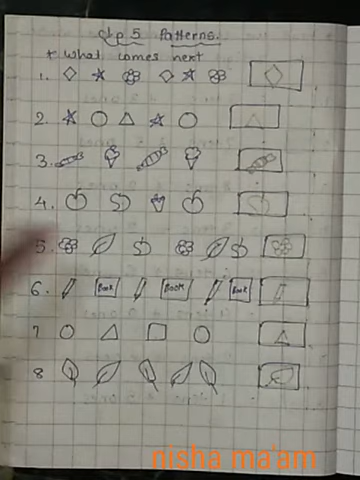 Ch 5 Patterns.
* What comes next
1.
2.
3.
4.
5.
6. Book Book Book
7
8
nisha ma'am